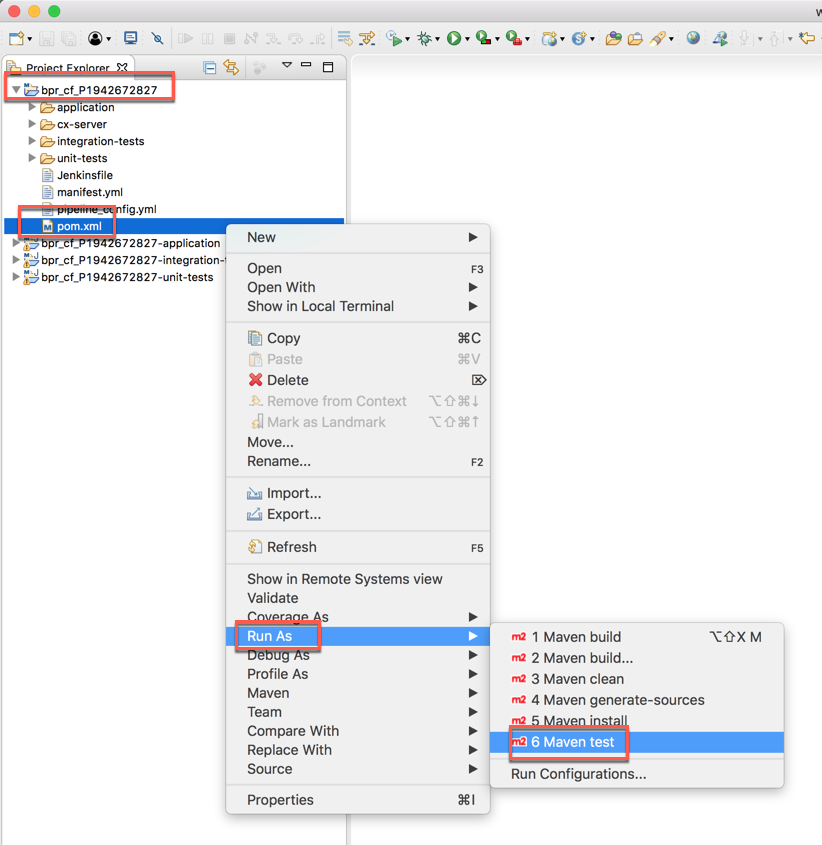 w
Project Explorer
bpr_cf_P1942672827
application
cx-server
integration-tests
unit-tests
Jenkinsfile
manifest.yml
pipeline_config.yml
pom.xml
bpr_cf_P1942672827-application
bpr_cf_P1942672827-integration-t
bpr_cf_P1942672827-unit-tests
New
Open F3
Open With
Show in Local Terminal
Copy ⌘C
Paste ⌘V
Delete ⌦
Remove from Context ⌥⇧⌘↓
Mark as Landmark ⌥⇧⌘↑
Move...
Rename... F2
Import...
Export...
Refresh F5
Show in Remote Systems view
Validate
Coverage As
Run As
Debug As
Profile As
Maven
Team
Compare With
Replace With
Source
Properties ⌘I
m2 1 Maven build ⌥⇧X M
m2 2 Maven build...
m2 3 Maven clean
m2 4 Maven generate-sources
m2 5 Maven install
m2 6 Maven test
Run Configurations...